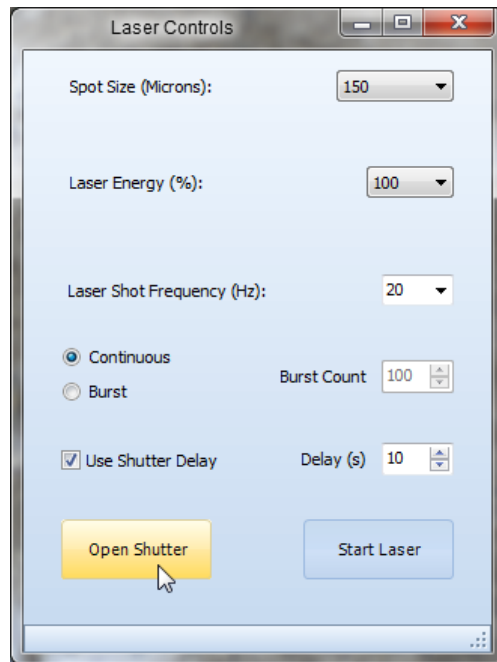 Laser Controls
Spot Size (Microns): 150
Laser Energy (%): 100
Laser Shot Frequency (Hz): 20
Continuous
Burst
Burst Count 100
Use Shutter Delay Delay (s) 10
Open Shutter Start Laser